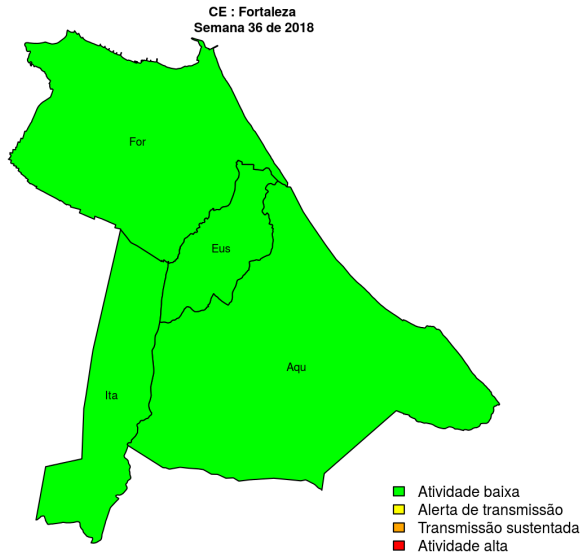 CE : Fortaleza
Semana 36 de 2018
For
Eus
Aqu
Ita
Atividade baixa
Alerta de transmissão
Transmissão sustentada
Atividade alta